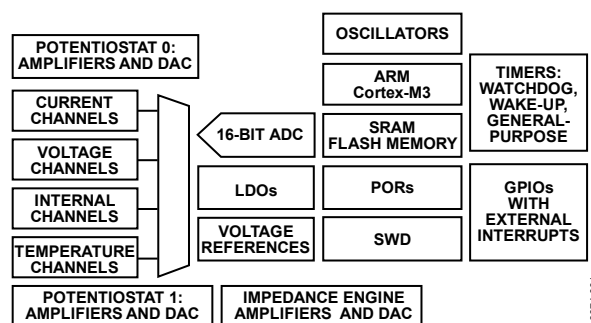 POTENTIOSTAT 0:
AMPLIFIERS AND DAC
CURRENT
CHANNELS
VOLTAGE
CHANNELS
INTERNAL
CHANNELS
TEMPERATURE
CHANNELS
16-BIT ADC
LDOs
VOLTAGE
REFERENCES
OSCILLATORS
ARM
Cortex-M3
SRAM
FLASH MEMORY
PORs
SWD
TIMERS:
WATCHDOG,
WAKE-UP,
GENERAL-
PURPOSE
GPIOs
WITH
EXTERNAL
INTERRUPTS
POTENTIOSTAT 1:
AMPLIFIERS AND DAC
IMPEDANCE ENGINE
AMPLIFIERS AND DAC